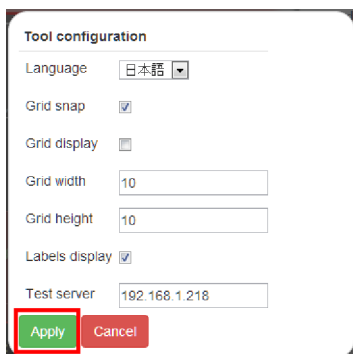 Tool configuration
Language 日本語
Grid snap
Grid display
Grid width 10
Grid height 10
Labels display
Test server 192.168.1.218
Apply Cancel